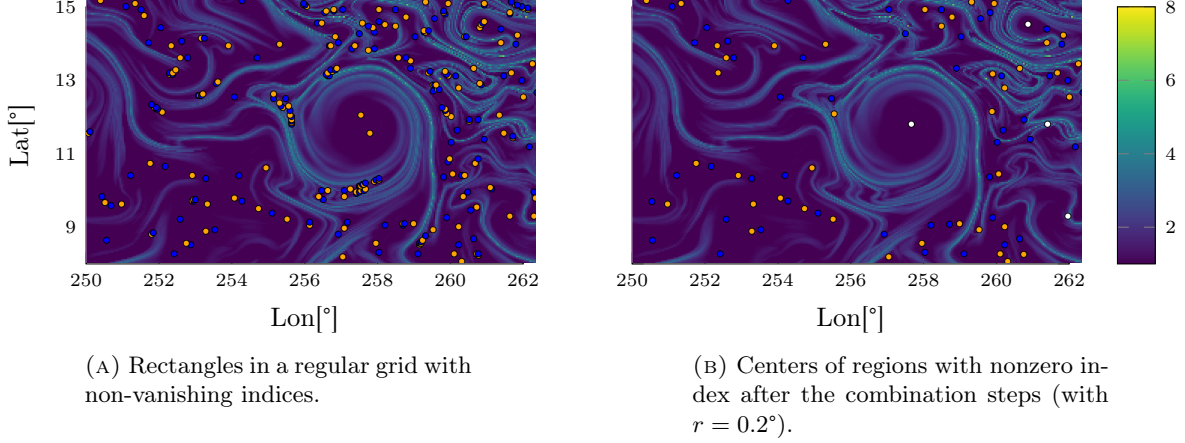 15
13
11
9
Lat[°]
250
252
254
256
258
260
262
Lon[°]
250
252
254
256
258
260
262
Lon[°]
8
6
4
2
(A) Rectangles in a regular grid with
non-vanishing indices.
(B) Centers of regions with nonzero in-
dex after the combination steps (with
r = 0.2°).